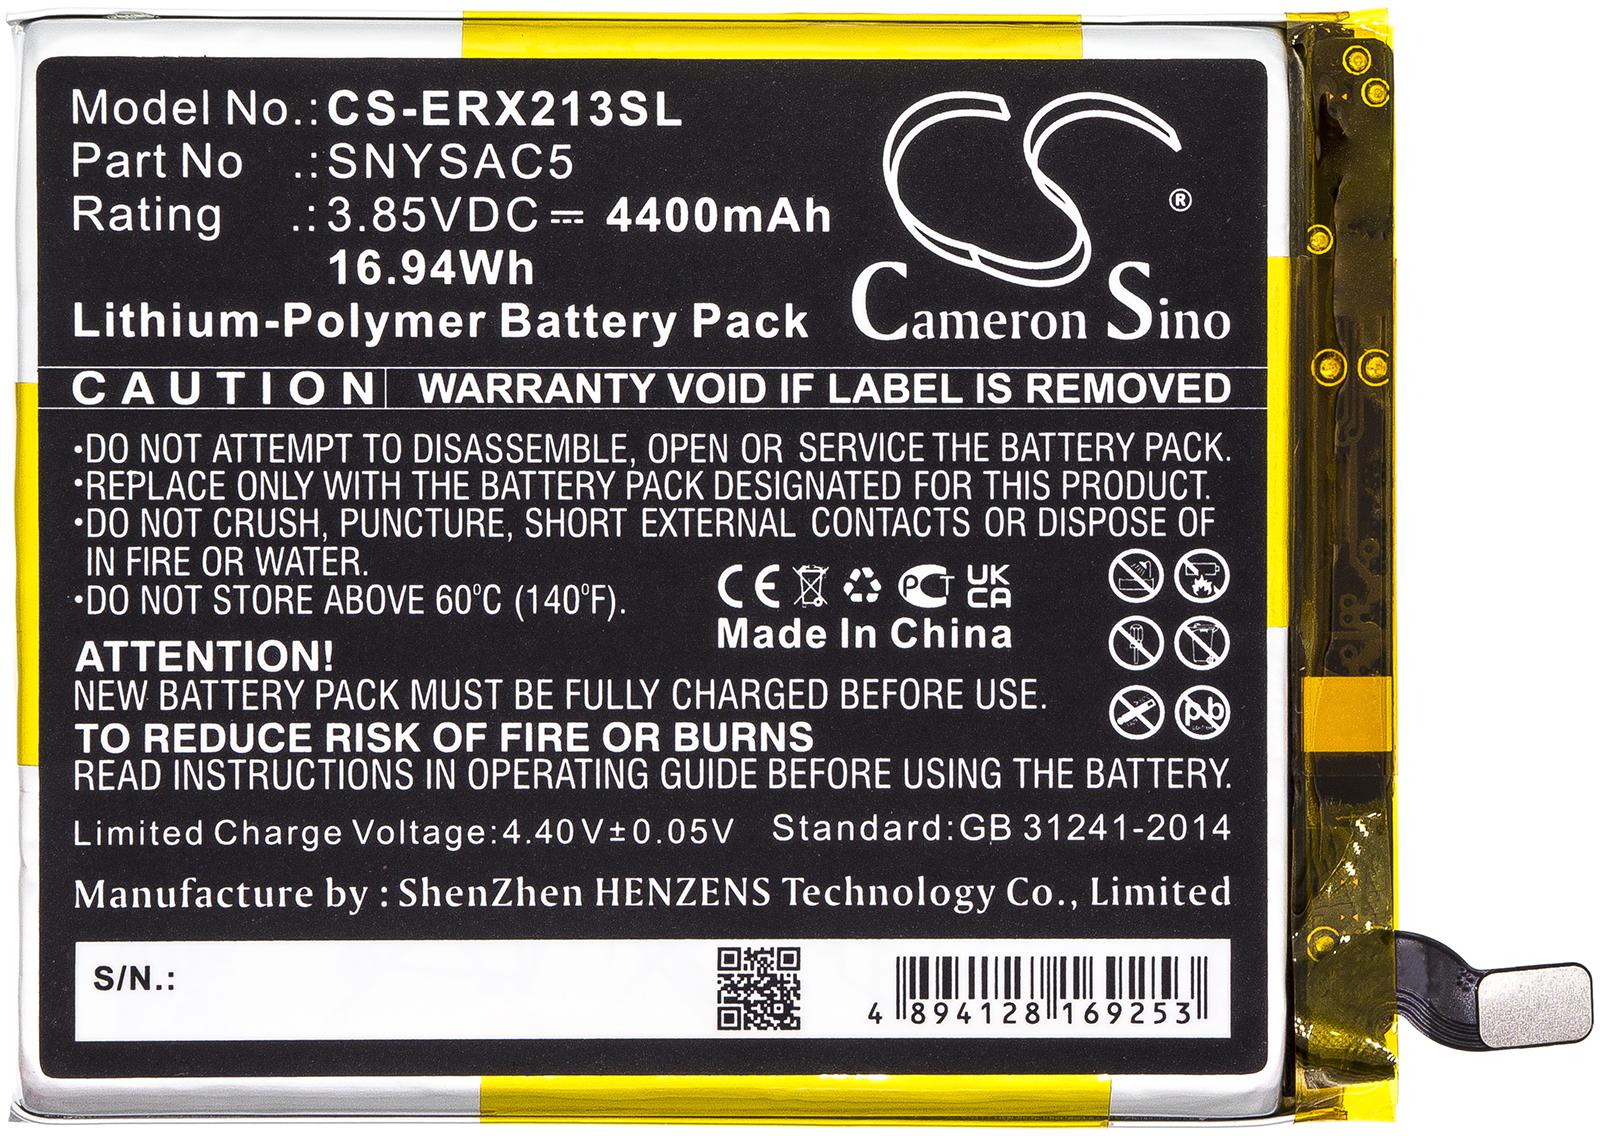 Model No.: CS-ERX213SL
Part No .: SNYSAC5
Rating .: 3.85VDC ⎓ 4400mAh
16.94Wh
Lithium-Polymer Battery Pack
CS ®
Cameron Sino
CAUTION WARRANTY VOID IF LABEL IS REMOVED
•DO NOT ATTEMPT TO DISASSEMBLE, OPEN OR SERVICE THE BATTERY PACK.
•REPLACE ONLY WITH THE BATTERY PACK DESIGNATED FOR THIS PRODUCT.
•DO NOT CRUSH, PUNCTURE, SHORT EXTERNAL CONTACTS OR DISPOSE OF
IN FIRE OR WATER.
•DO NOT STORE ABOVE 60°C (140°F).
CE PCT UK
CA
Made In China
Pb
ATTENTION!
NEW BATTERY PACK MUST BE FULLY CHARGED BEFORE USE.
TO REDUCE RISK OF FIRE OR BURNS
READ INSTRUCTIONS IN OPERATING GUIDE BEFORE USING THE BATTERY.
Limited Charge Voltage:4.40V±0.05V Standard:GB 31241-2014
Manufacture by : ShenZhen HENZENS Technology Co., Limited
S/N.:
4 894128 169253